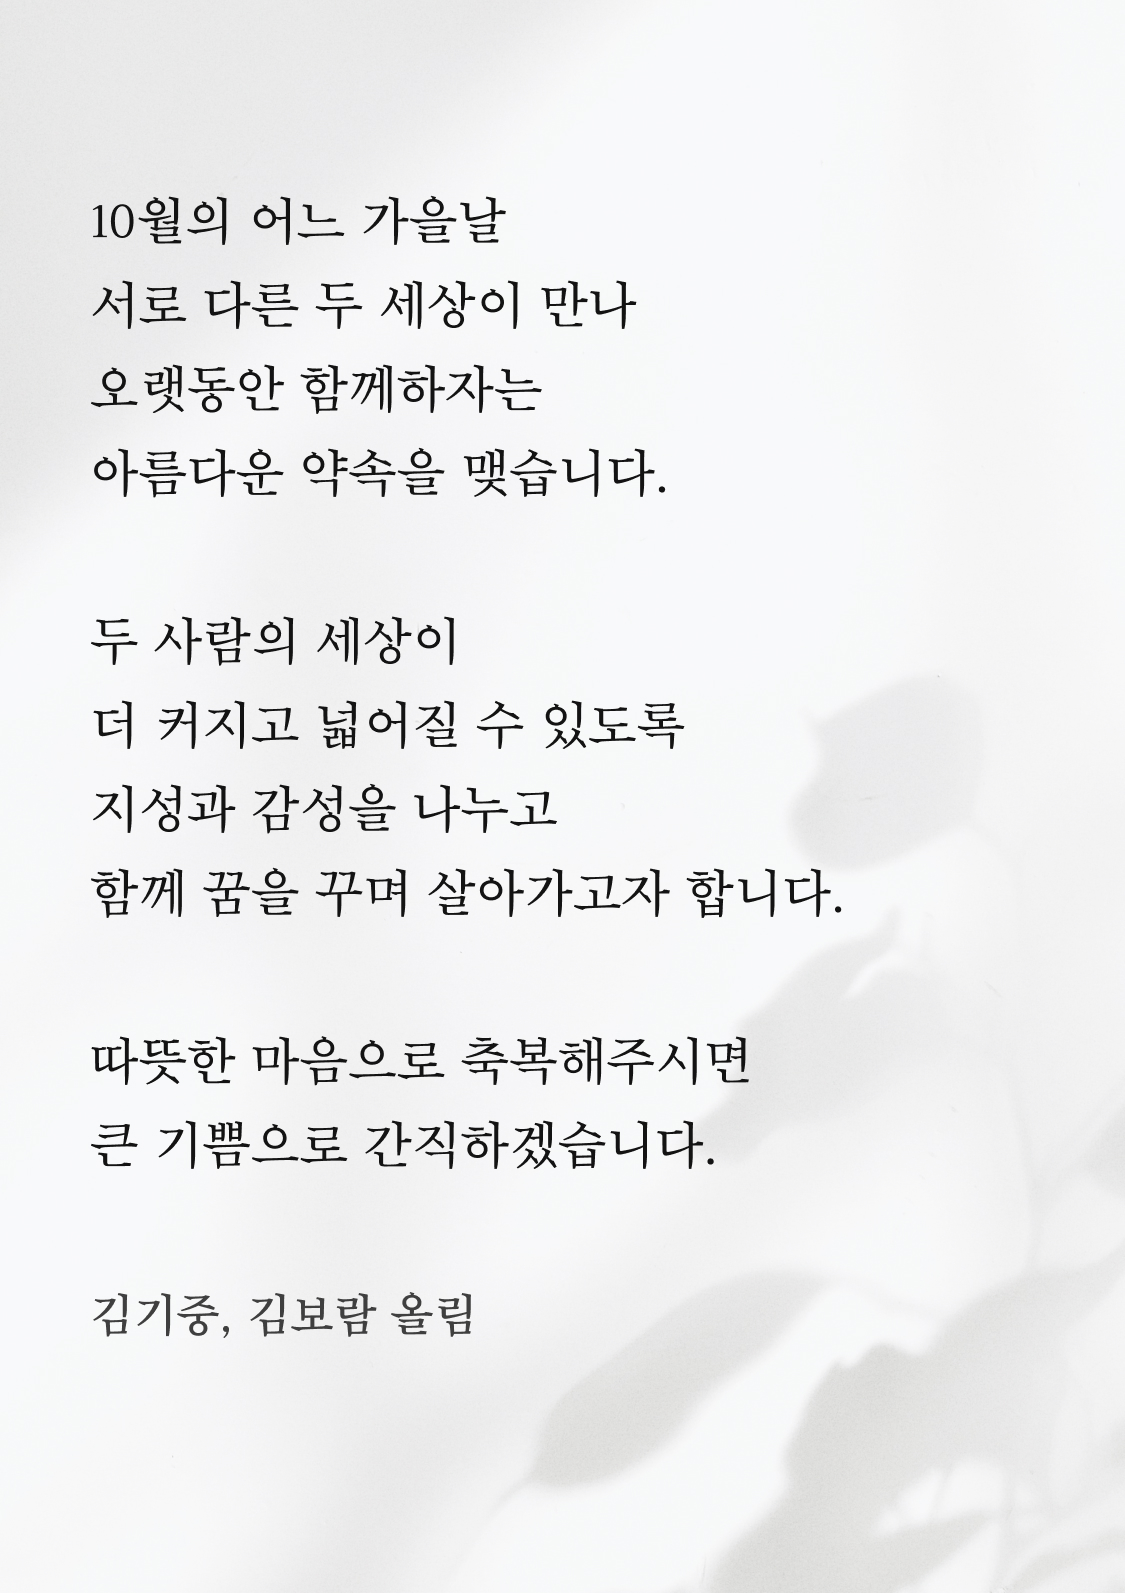 10월의 어느 가을날
서로 다른 두 세상이 만나
오랫동안 함께하자는
아름다운 약속을 맺습니다.
두 사람의 세상이
더 커지고 넓어질 수 있도록
지성과 감성을 나누고
함께 꿈을 꾸며 살아가고자 합니다.
따뜻한 마음으로 축복해주시면
큰 기쁨으로 간직하겠습니다.
김기중, 김보람 올림